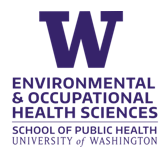 W
ENVIRONMENTAL
& OCCUPATIONAL
HEALTH SCIENCES
SCHOOL OF PUBLIC HEALTH
UNIVERSITY of WASHINGTON